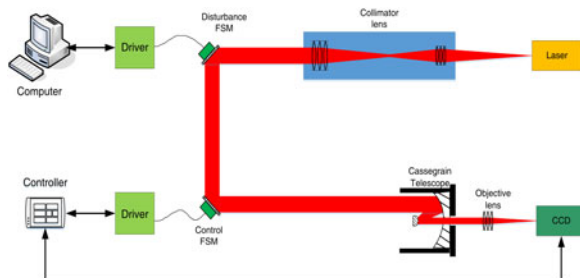 Disturbance
FSM
Collimator
lens
Driver
Laser
Computer
Cassegrain
Telescope
Objective
lens
Controller
Driver
CCD
Control
FSM